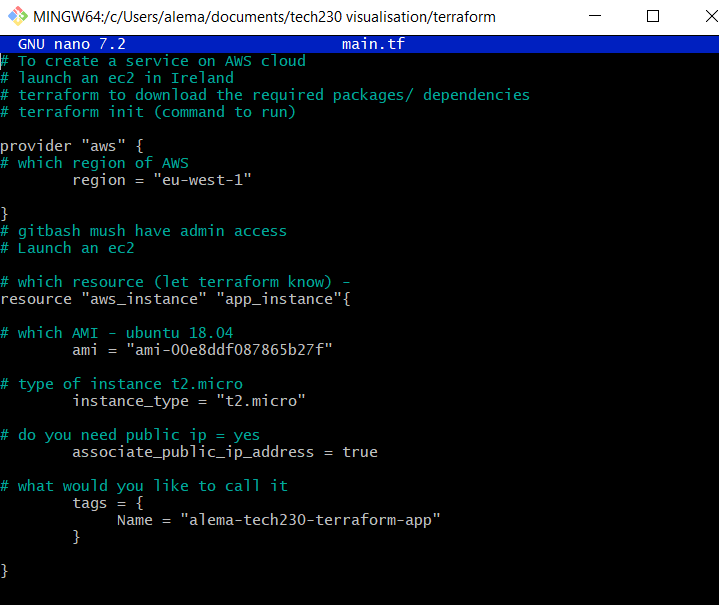 MINGW64:/c/Users/alema/documents/tech230 visualisation/terraform
GNU nano 7.2 main.tf
# To create a service on AWS cloud
# launch an ec2 in Ireland
# terraform to download the required packages/ dependencies
# terraform init (command to run)
provider "aws" {
# which region of AWS
region = "eu-west-1"
}
# gitbash mush have admin access
# Launch an ec2
# which resource (let terraform know) -
resource "aws_instance" "app_instance"{
# which AMI - ubuntu 18.04
ami = "ami-00e8ddf087865b27f"
# type of instance t2.micro
instance_type = "t2.micro"
# do you need public ip = yes
associate_public_ip_address = true
# what would you like to call it
tags = {
Name = "alema-tech230-terraform-app"
}
}